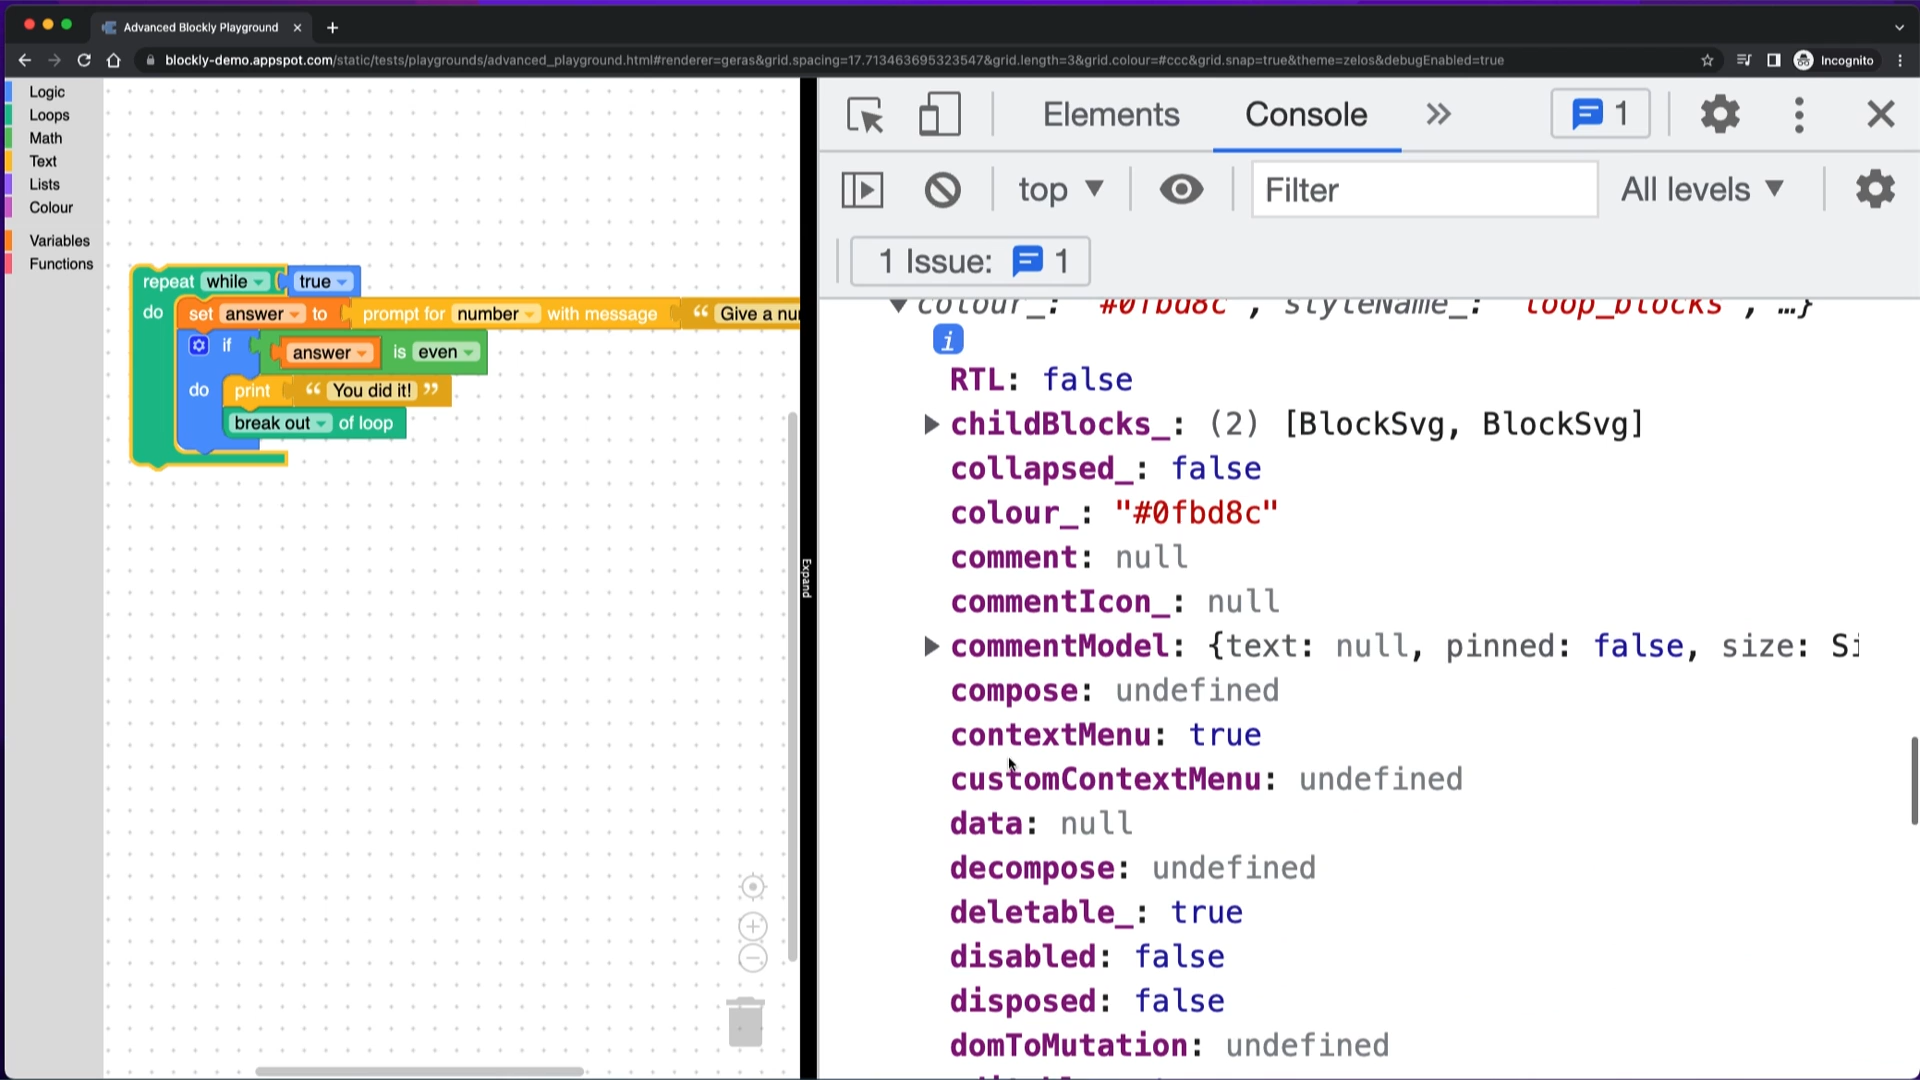 Advanced Blockly Playground
blockly-demo.appspot.com/static/tests/playgrounds/advanced_playground.html#renderer=geras&grid.spacing=17.713463695323547&grid.length=3&grid.colour=#ccc&grid.snap=true&theme=zelos&debugEnabled=true
Incognito
Logic
Loops
Math
Text
Lists
Colour
Variables
Functions
repeat while true
do set answer to prompt for number with message “ Give a nu
if answer is even
do print “ You did it! ”
break out of loop
Expand
Elements Console » 1
top Filter All levels
1 Issue: 1
colour_: "#0fbd8c", styleName_: "loop_blocks", …}
i
RTL: false
childBlocks_: (2) [BlockSvg, BlockSvg]
collapsed_: false
colour_: "#0fbd8c"
comment: null
commentIcon_: null
commentModel: {text: null, pinned: false, size: Si
compose: undefined
contextMenu: true
customContextMenu: undefined
data: null
decompose: undefined
deletable_: true
disabled: false
disposed: false
domToMutation: undefined